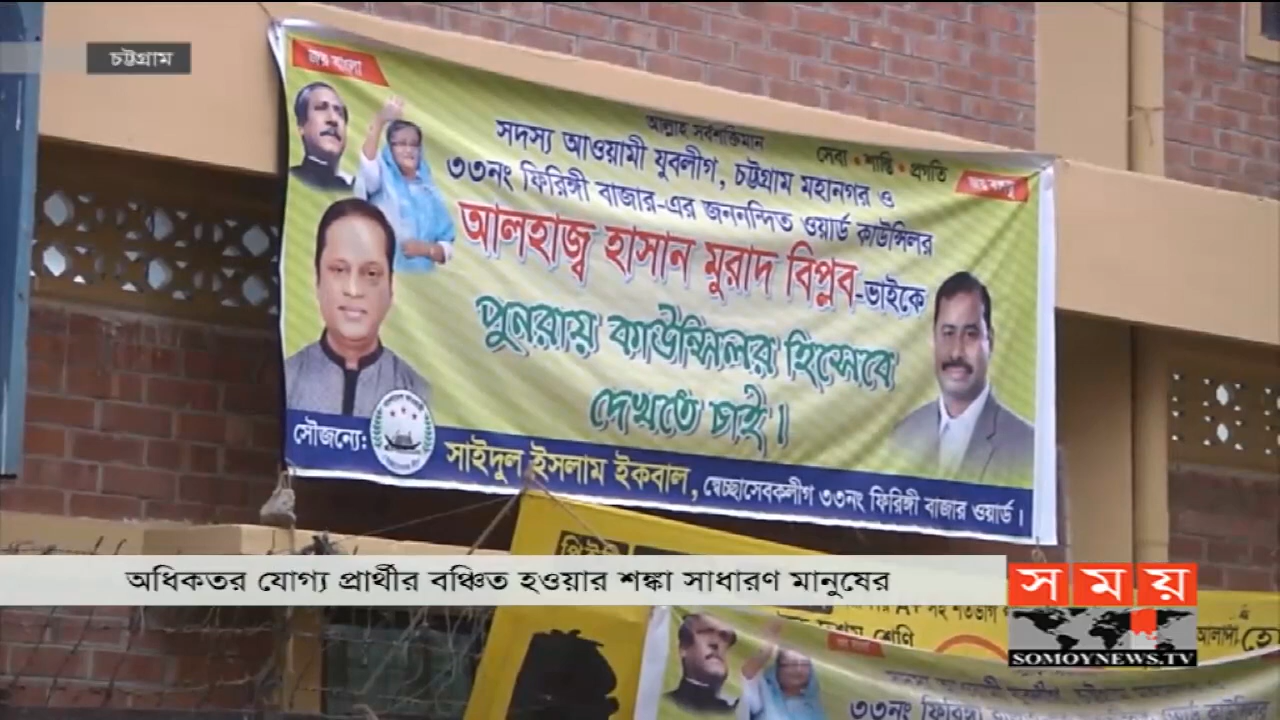 চট্টগ্রাম
জয় বাংলা
আল্লাহ সর্বশক্তিমান
সেবা • শান্তি • প্রগতি
সদস্য আওয়ামী যুবলীগ, চট্টগ্রাম মহানগর ও
৩৩নং ফিরিঙ্গী বাজার-এর জননন্দিত ওয়ার্ড কাউন্সিলর
আলহাজ্ব হাসান মুরাদ বিপ্লব-ভাইকে
পুনরায় কাউন্সিলর হিসেবে
দেখতে চাই।
সৌজন্যে:
সাইদুল ইসলাম ইকবাল, স্বেচ্ছাসেবকলীগ ৩৩নং ফিরিঙ্গী বাজার ওয়ার্ড।
অধিকতর যোগ্য প্রার্থীর বঞ্চিত হওয়ার শঙ্কা সাধারণ মানুষের
সময়
SOMOYNEWS.TV
শ্রেণি
৩৩নং ফিরিঙ্গী